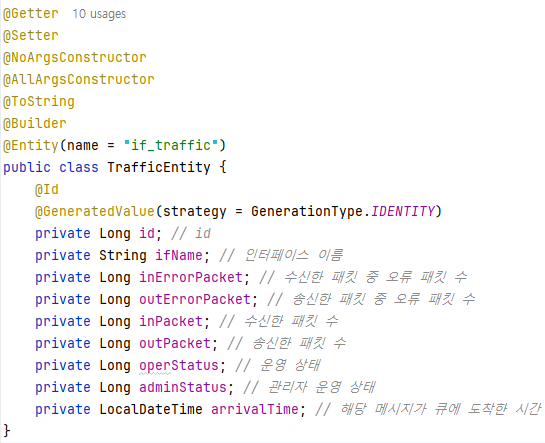 @Getter 10 usages
@Setter
@NoArgsConstructor
@AllArgsConstructor
@ToString
@Builder
@Entity(name = "if_traffic")
public class TrafficEntity {
    @Id
    @GeneratedValue(strategy = GenerationType.IDENTITY)
    private Long id; // id
    private String ifName; // 인터페이스 이름
    private Long inErrorPacket; // 수신한 패킷 중 오류 패킷 수
    private Long outErrorPacket; // 송신한 패킷 중 오류 패킷 수
    private Long inPacket; // 수신한 패킷 수
    private Long outPacket; // 송신한 패킷 수
    private Long operStatus; // 운영 상태
    private Long adminStatus; // 관리자 운영 상태
    private LocalDateTime arrivalTime; // 해당 메시지가 큐에 도착한 시간
}